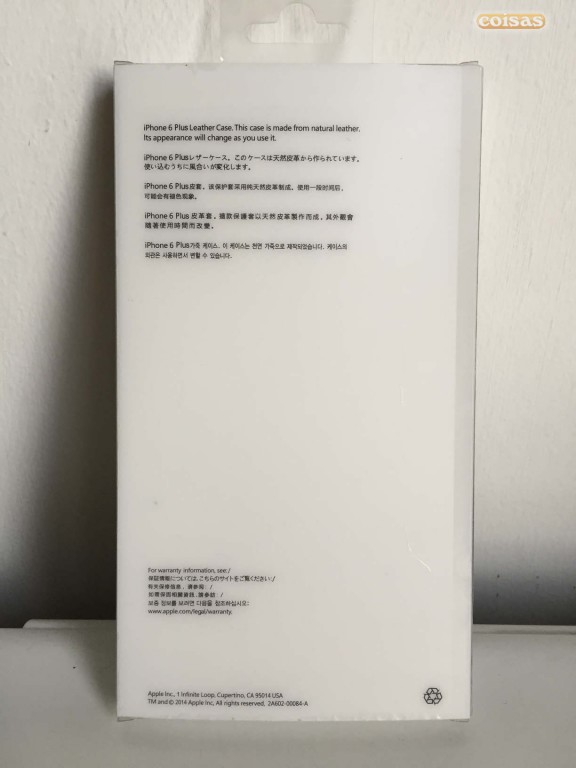 coisas
iPhone 6 Plus Leather Case. This case is made from natural leather.
Its appearance will change as you use it.
iPhone 6 Plusレザーケース。このケースは天然皮革から作られています。
使い込むうちに風合いが変化します。
iPhone 6 Plus皮套。该保护套采用纯天然皮革制成。使用一段时间后，
可能会有褪色现象。
iPhone 6 Plus 皮革套。這款保護套以天然皮革製作而成。其外觀會
隨著使用時間而改變。
iPhone 6 Plus가죽 케이스. 이 케이스는 천연 가죽으로 제작되었습니다. 케이스의
외관은 사용하면서 변할 수 있습니다.
For warranty information, see:/
保証情報については、こちらのサイトをご覧ください:/
有关保修信息，请参阅：/
如需保固相關資訊，請參訪：/
보증 정보를 보려면 다음을 참조하십시오:
www.apple.com/legal/warranty.
Apple Inc., 1 Infinite Loop, Cupertino, CA 95014 USA
TM and © 2014 Apple Inc. All rights reserved. 2A602-00084-A